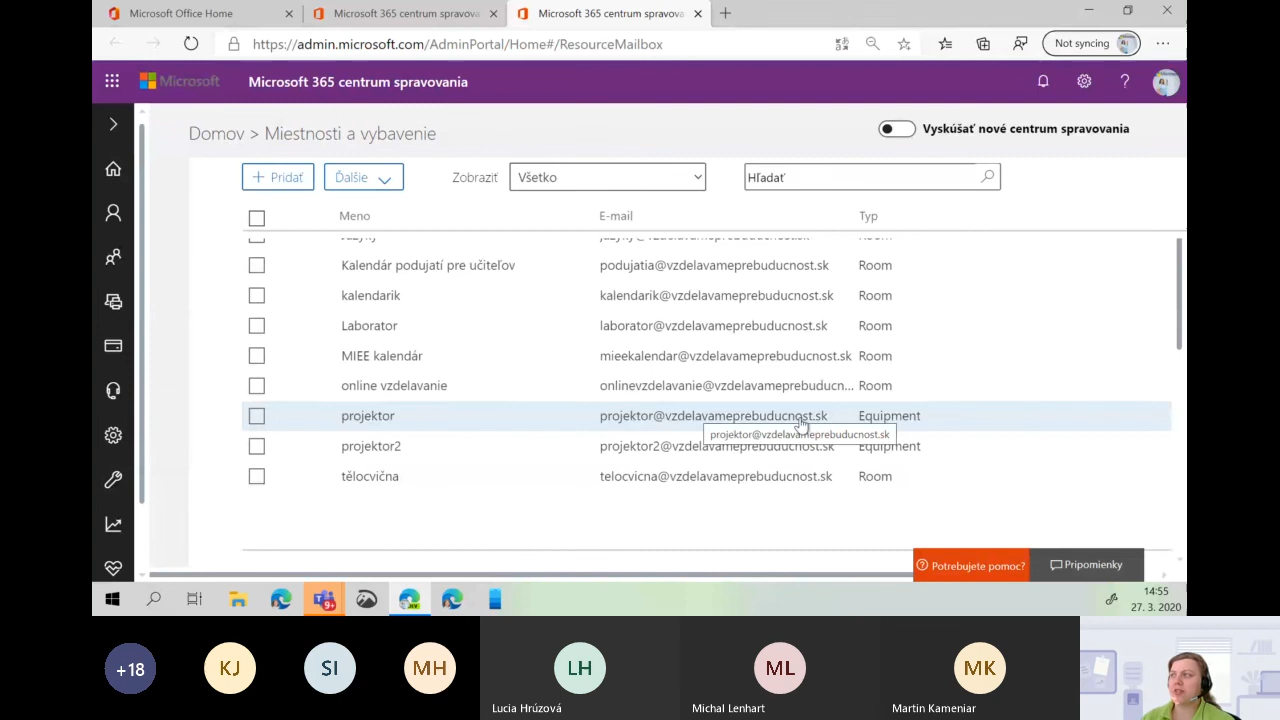 Microsoft Office Home
Microsoft 365 centrum spravova
Microsoft 365 centrum spravova
https://admin.microsoft.com/AdminPortal/Home#/ResourceMailbox
Not syncing
Microsoft
Microsoft 365 centrum spravovania
Domov > Miestnosti a vybavenie
Vyskúšať nové centrum spravovania
+ Pridať
Ďalšie
Zobraziť
Všetko
Hľadať
Meno E-mail Typ
Kalendár podujatí pre učiteľov podujatia@vzdelavameprebuducnost.sk Room
kalendarik kalendarik@vzdelavameprebuducnost.sk Room
Laborator laborator@vzdelavameprebuducnost.sk Room
MIEE kalendár mieekalendar@vzdelavameprebuducnost.sk Room
online vzdelavanie onlinevzdelavanie@vzdelavameprebuducn... Room
projektor projektor@vzdelavameprebuducnost.sk Equipment
projektor@vzdelavameprebuducnost.sk
projektor2 projektor2@vzdelavameprebuducnost.sk Equipment
tělocvična telocvicna@vzdelavameprebuducnost.sk Room
Potrebujete pomoc?
Pripomienky
9+
14:55
27. 3. 2020
+18
KJ
SI
MH
LH
ML
MK
Lucia Hrúzová
Michal Lenhart
Martin Kameniar